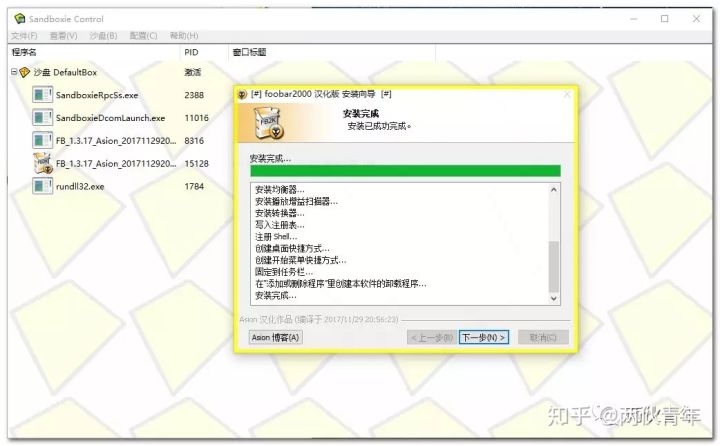 Sandboxie Control
文件(F) 查看(V) 沙盘(B) 配置(C) 帮助(H)
程序名 PID 窗口标题
沙盘 DefaultBox 激活
SandboxieRpcSs.exe 2388
SandboxieDcomLaunch.exe 11016
FB_1.3.17_Asion_2017112920... 8316
FB_1.3.17_Asion_2017112920... 15128
rundll32.exe 1784
[#] foobar2000 汉化版 安装向导 [#]
安装完成
安装已成功完成。
安装完成...
安装均衡器...
安装播放增益扫描器...
安装转换器...
写入注册表...
注册 Shell...
创建桌面快捷方式...
创建开始菜单快捷方式...
固定到任务栏...
在"添加或删除程序"里创建本软件的卸载程序...
安装完成...
Asion 汉化作品 (编译于 2017/11/29 20:56:23)
Asion 博客(A) < 上一步(B) 下一步(N) > 取消(C)
知乎 @两伙青年